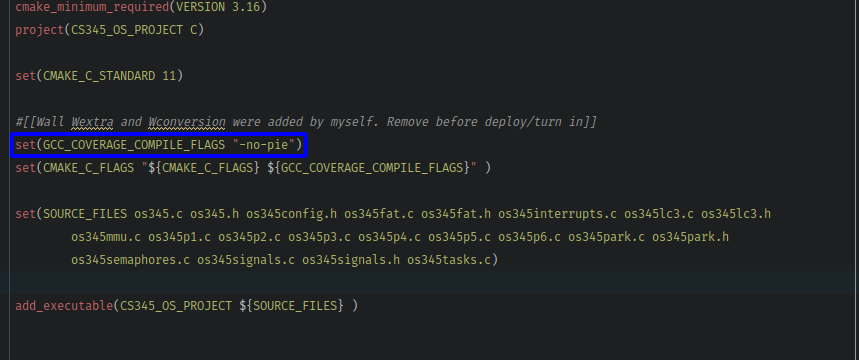 cmake_minimum_required(VERSION 3.16)
project(CS345_OS_PROJECT C)
set(CMAKE_C_STANDARD 11)
#[[Wall Wextra and Wconversion were added by myself. Remove before deploy/turn in]]
set(GCC_COVERAGE_COMPILE_FLAGS "-no-pie")
set(CMAKE_C_FLAGS "${CMAKE_C_FLAGS} ${GCC_COVERAGE_COMPILE_FLAGS}" )
set(SOURCE_FILES os345.c os345.h os345config.h os345fat.c os345fat.h os345interrupts.c os345lc3.c os345lc3.h
os345mmu.c os345p1.c os345p2.c os345p3.c os345p4.c os345p5.c os345p6.c os345park.c os345park.h
os345semaphores.c os345signals.c os345signals.h os345tasks.c)
add_executable(CS345_OS_PROJECT ${SOURCE_FILES} )